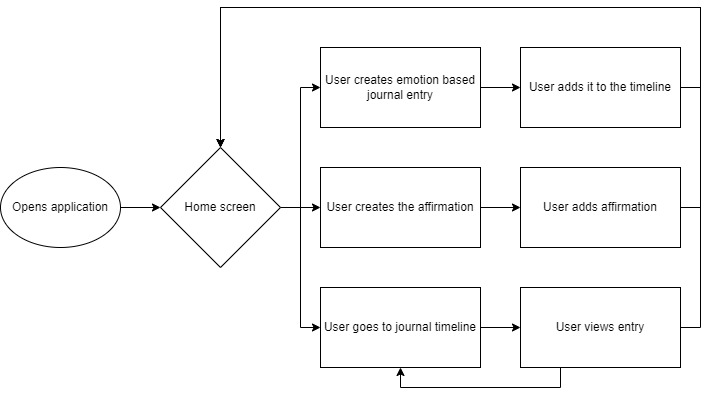 Opens application
Home screen
User creates emotion based
journal entry
User adds it to the timeline
User creates the affirmation
User adds affirmation
User goes to journal timeline
User views entry